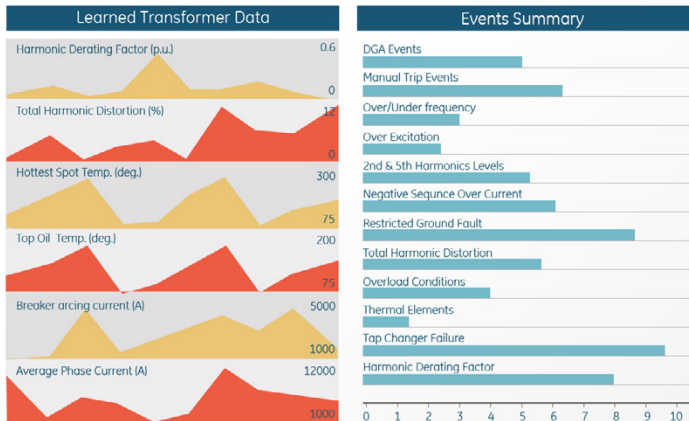 Learned Transformer Data
Harmonic Derating Factor (p.u.)
0.6
0
Total Harmonic Distortion (%)
12
0
Hottest Spot Temp. (deg.)
300
75
Top Oil Temp. (deg.)
200
75
Breaker arcing current (A)
5000
1000
Average Phase Current (A)
12000
1000
Events Summary
DGA Events
Manual Trip Events
Over/Under frequency
Over Excitation
2nd & 5th Harmonics Levels
Negative Sequnce Over Current
Restricted Ground Fault
Total Harmonic Distortion
Overload Conditions
Thermal Elements
Tap Changer Failure
Harmonic Derating Factor
0 1 2 3 4 5 6 7 8 9 10